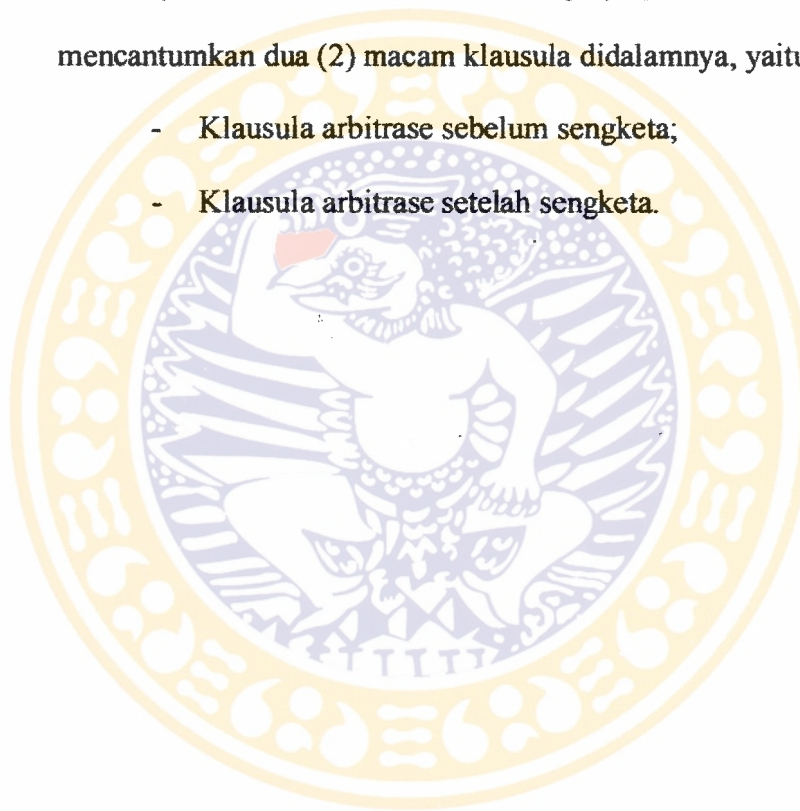 mencantumkan dua (2) macam klausula didalamnya, yaitu
- Klausula arbitrase sebelum sengketa;
- Klausula arbitrase setelah sengketa.